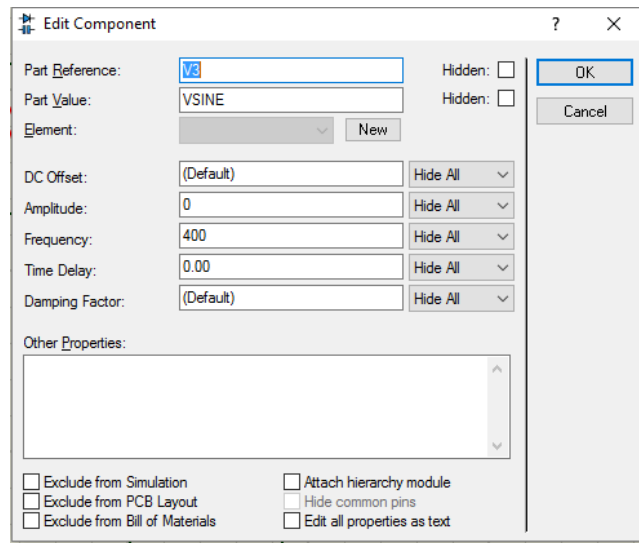 Edit Component ? X
Part Reference: V3 Hidden: OK
Part Value: VSINE Hidden: Cancel
Element: New
DC Offset: (Default) Hide All
Amplitude: 0 Hide All
Frequency: 400 Hide All
Time Delay: 0.00 Hide All
Damping Factor: (Default) Hide All
Other Properties:
Exclude from Simulation Attach hierarchy module
Exclude from PCB Layout Hide common pins
Exclude from Bill of Materials Edit all properties as text